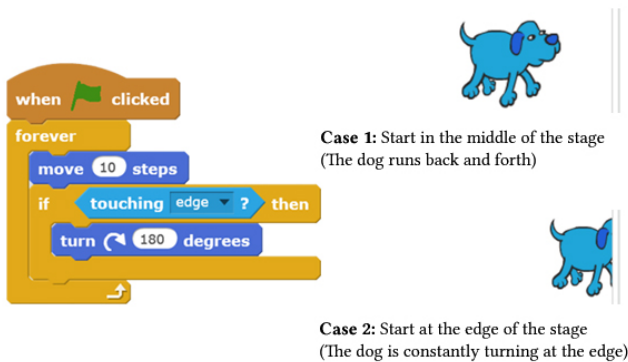 when clicked
forever
move 10 steps
if touching edge ? then
turn 180 degrees
Case 1: Start in the middle of the stage
(The dog runs back and forth)
Case 2: Start at the edge of the stage
(The dog is constantly turning at the edge)